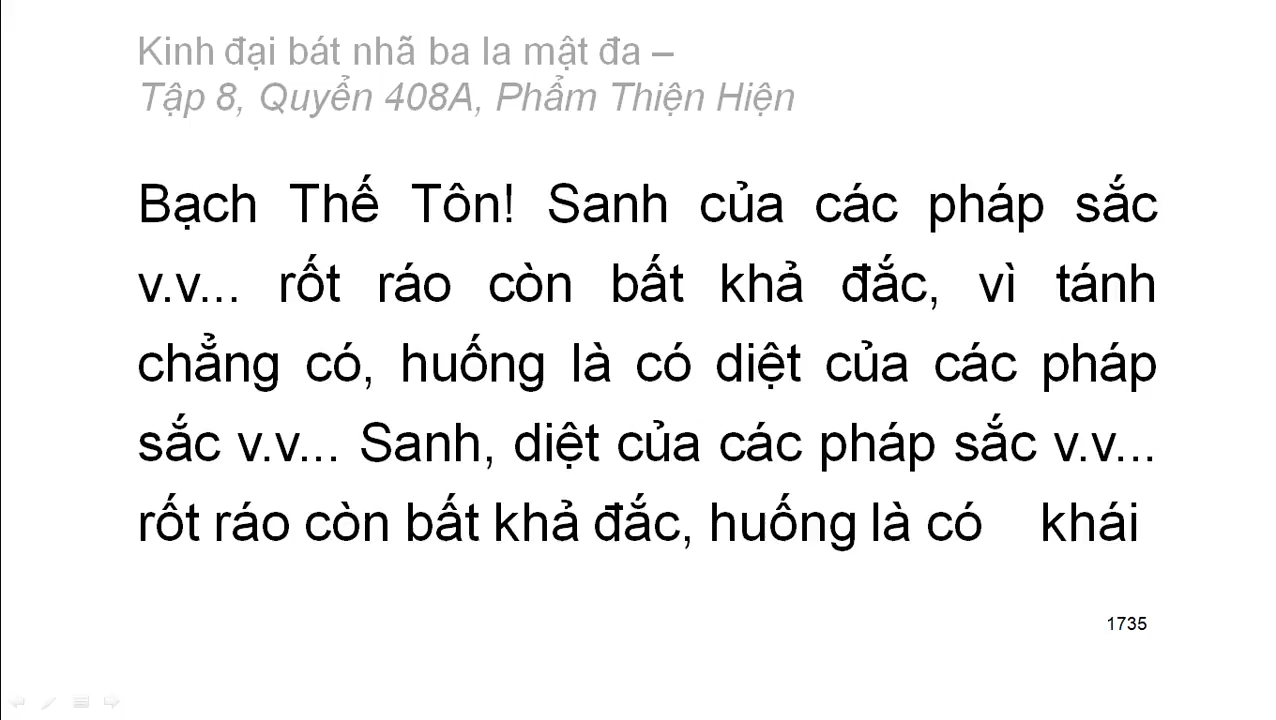 Kinh đại bát nhã ba la mật đa –
Tập 8, Quyển 408A, Phẩm Thiện Hiện
Bạch Thế Tôn! Sanh của các pháp sắc
v.v... rốt ráo còn bất khả đắc, vì tánh
chẳng có, huống là có diệt của các pháp
sắc v.v... Sanh, diệt của các pháp sắc v.v...
rốt ráo còn bất khả đắc, huống là có khái
1735